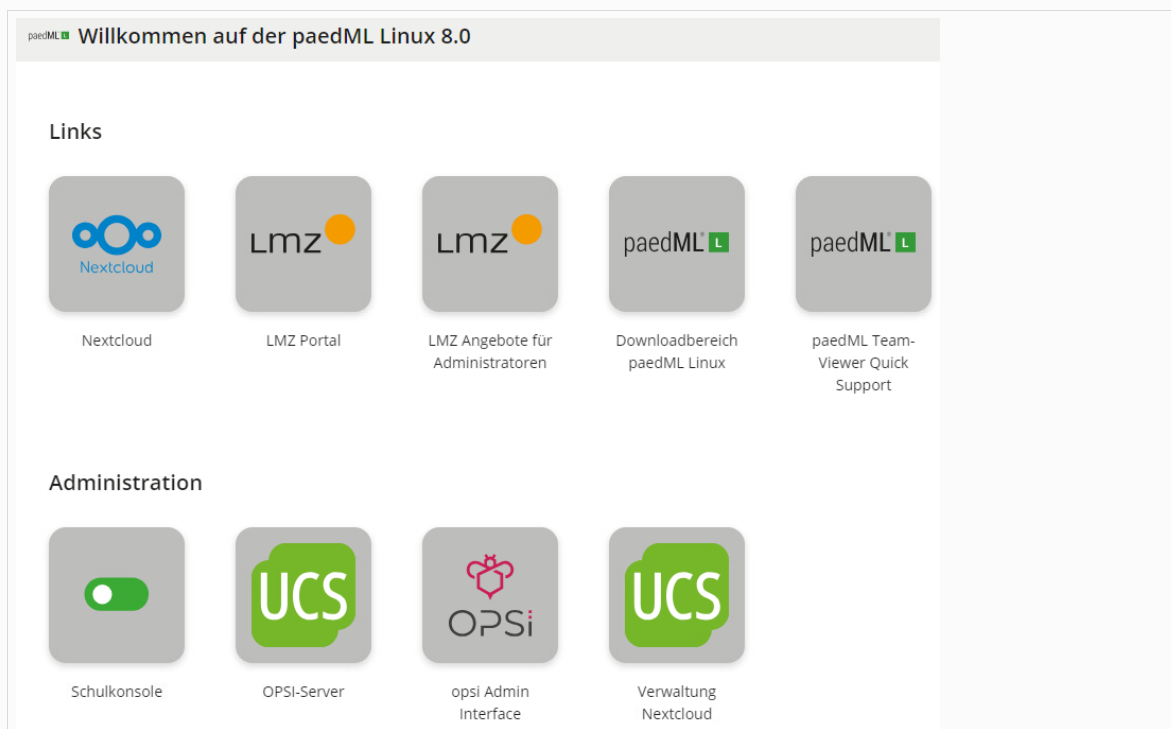 paedML L Willkommen auf der paedML Linux 8.0
Links
Nextcloud
LMZ
LMZ
paedML® L
paedML® L
Nextcloud
LMZ Portal
LMZ Angebote für
Administratoren
Downloadbereich
paedML Linux
paedML Team-
Viewer Quick
Support
Administration
UCS
OPSi
UCS
Schulkonsole
OPSI-Server
opsi Admin
Interface
Verwaltung
Nextcloud